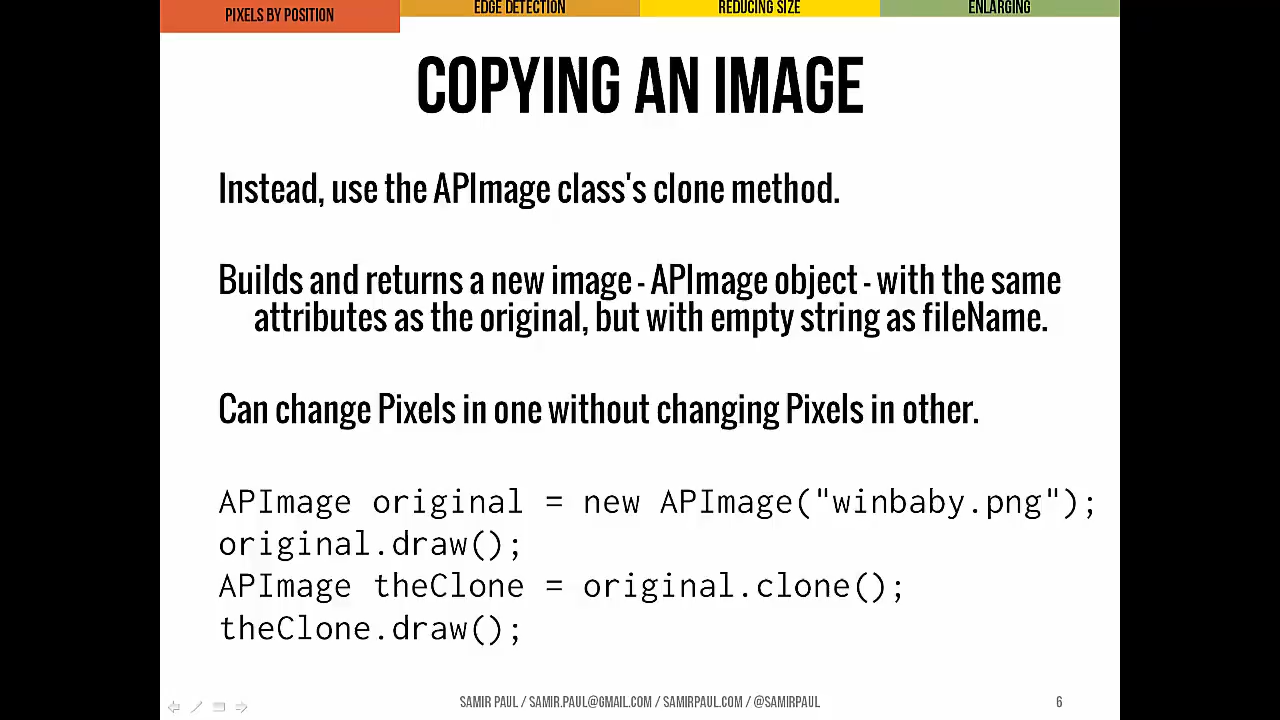 PIXELS BY POSITION
EDGE DETECTION
REDUCING SIZE
ENLARGING
COPYING AN IMAGE
Instead, use the APImage class's clone method.
Builds and returns a new image - APImage object - with the same
attributes as the original, but with empty string as fileName.
Can change Pixels in one without changing Pixels in other.
APImage original = new APImage("winbaby.png");
original.draw();
APImage theClone = original.clone();
theClone.draw();
SAMIR PAUL / SAMIR.PAUL@GMAIL.COM / SAMIRPAUL.COM / @SAMIRPAUL
6